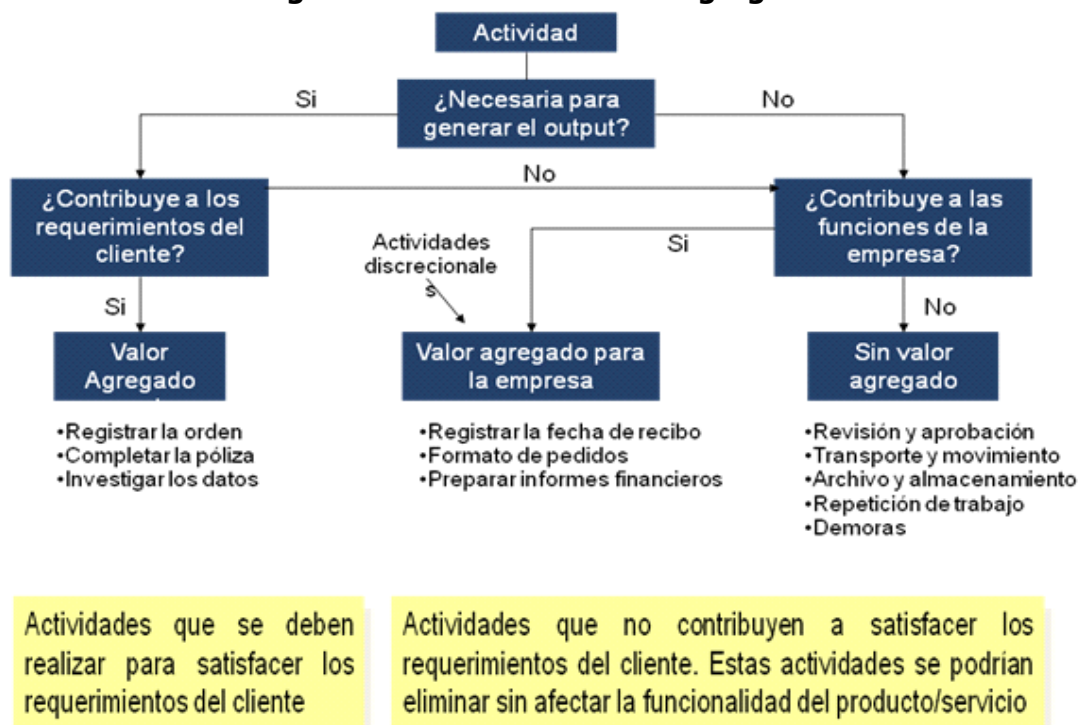 Actividad
¿Necesaria para
generar el output?
Si
No
¿Contribuye a los
requerimientos del
cliente?
No
¿Contribuye a las
funciones de la
empresa?
Actividades
discrecionale
s
Si
Si
No
Valor
Agregado
Valor agregado para
la empresa
Sin valor
agregado
•Registrar la orden
•Completar la póliza
•Investigar los datos
•Registrar la fecha de recibo
•Formato de pedidos
•Preparar informes financieros
•Revisión y aprobación
•Transporte y movimiento
•Archivo y almacenamiento
•Repetición de trabajo
•Demoras
Actividades que se deben
realizar para satisfacer los
requerimientos del cliente
Actividades que no contribuyen a satisfacer los
requerimientos del cliente. Estas actividades se podrían
eliminar sin afectar la funcionalidad del producto/servicio